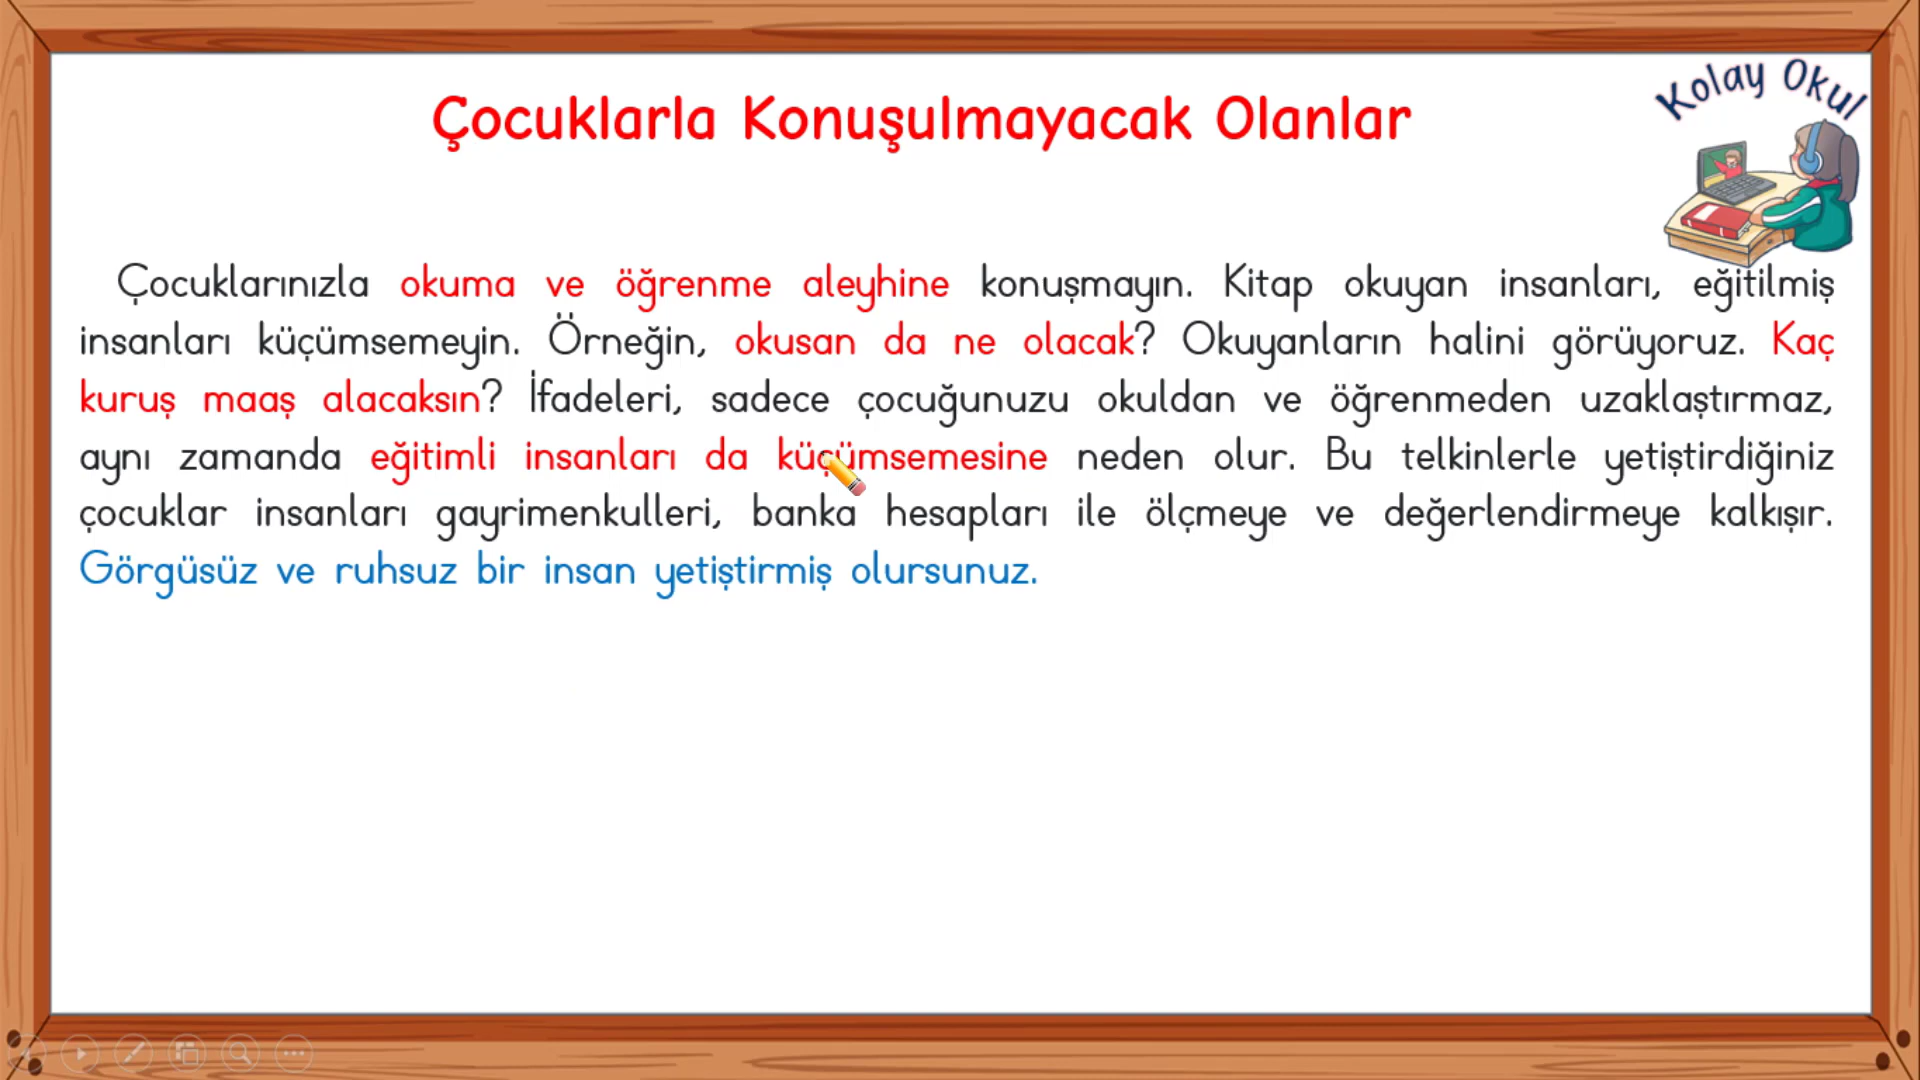 Kolay Okul
Çocuklarla Konuşulmayacak Olanlar
Çocuklarınızla okuma ve öğrenme aleyhine konuşmayın. Kitap okuyan insanları, eğitilmiş
insanları küçümsemeyin. Örneğin, okusan da ne olacak? Okuyanların halini görüyoruz. Kaç
kuruş maaş alacaksın? İfadeleri, sadece çocuğunuzu okuldan ve öğrenmeden uzaklaştırmaz,
aynı zamanda eğitimli insanları da küçümsemesine neden olur. Bu telkinlerle yetiştirdiğiniz
çocuklar insanları gayrimenkulleri, banka hesapları ile ölçmeye ve değerlendirmeye kalkışır.
Görgüsüz ve ruhsuz bir insan yetiştirmiş olursunuz.